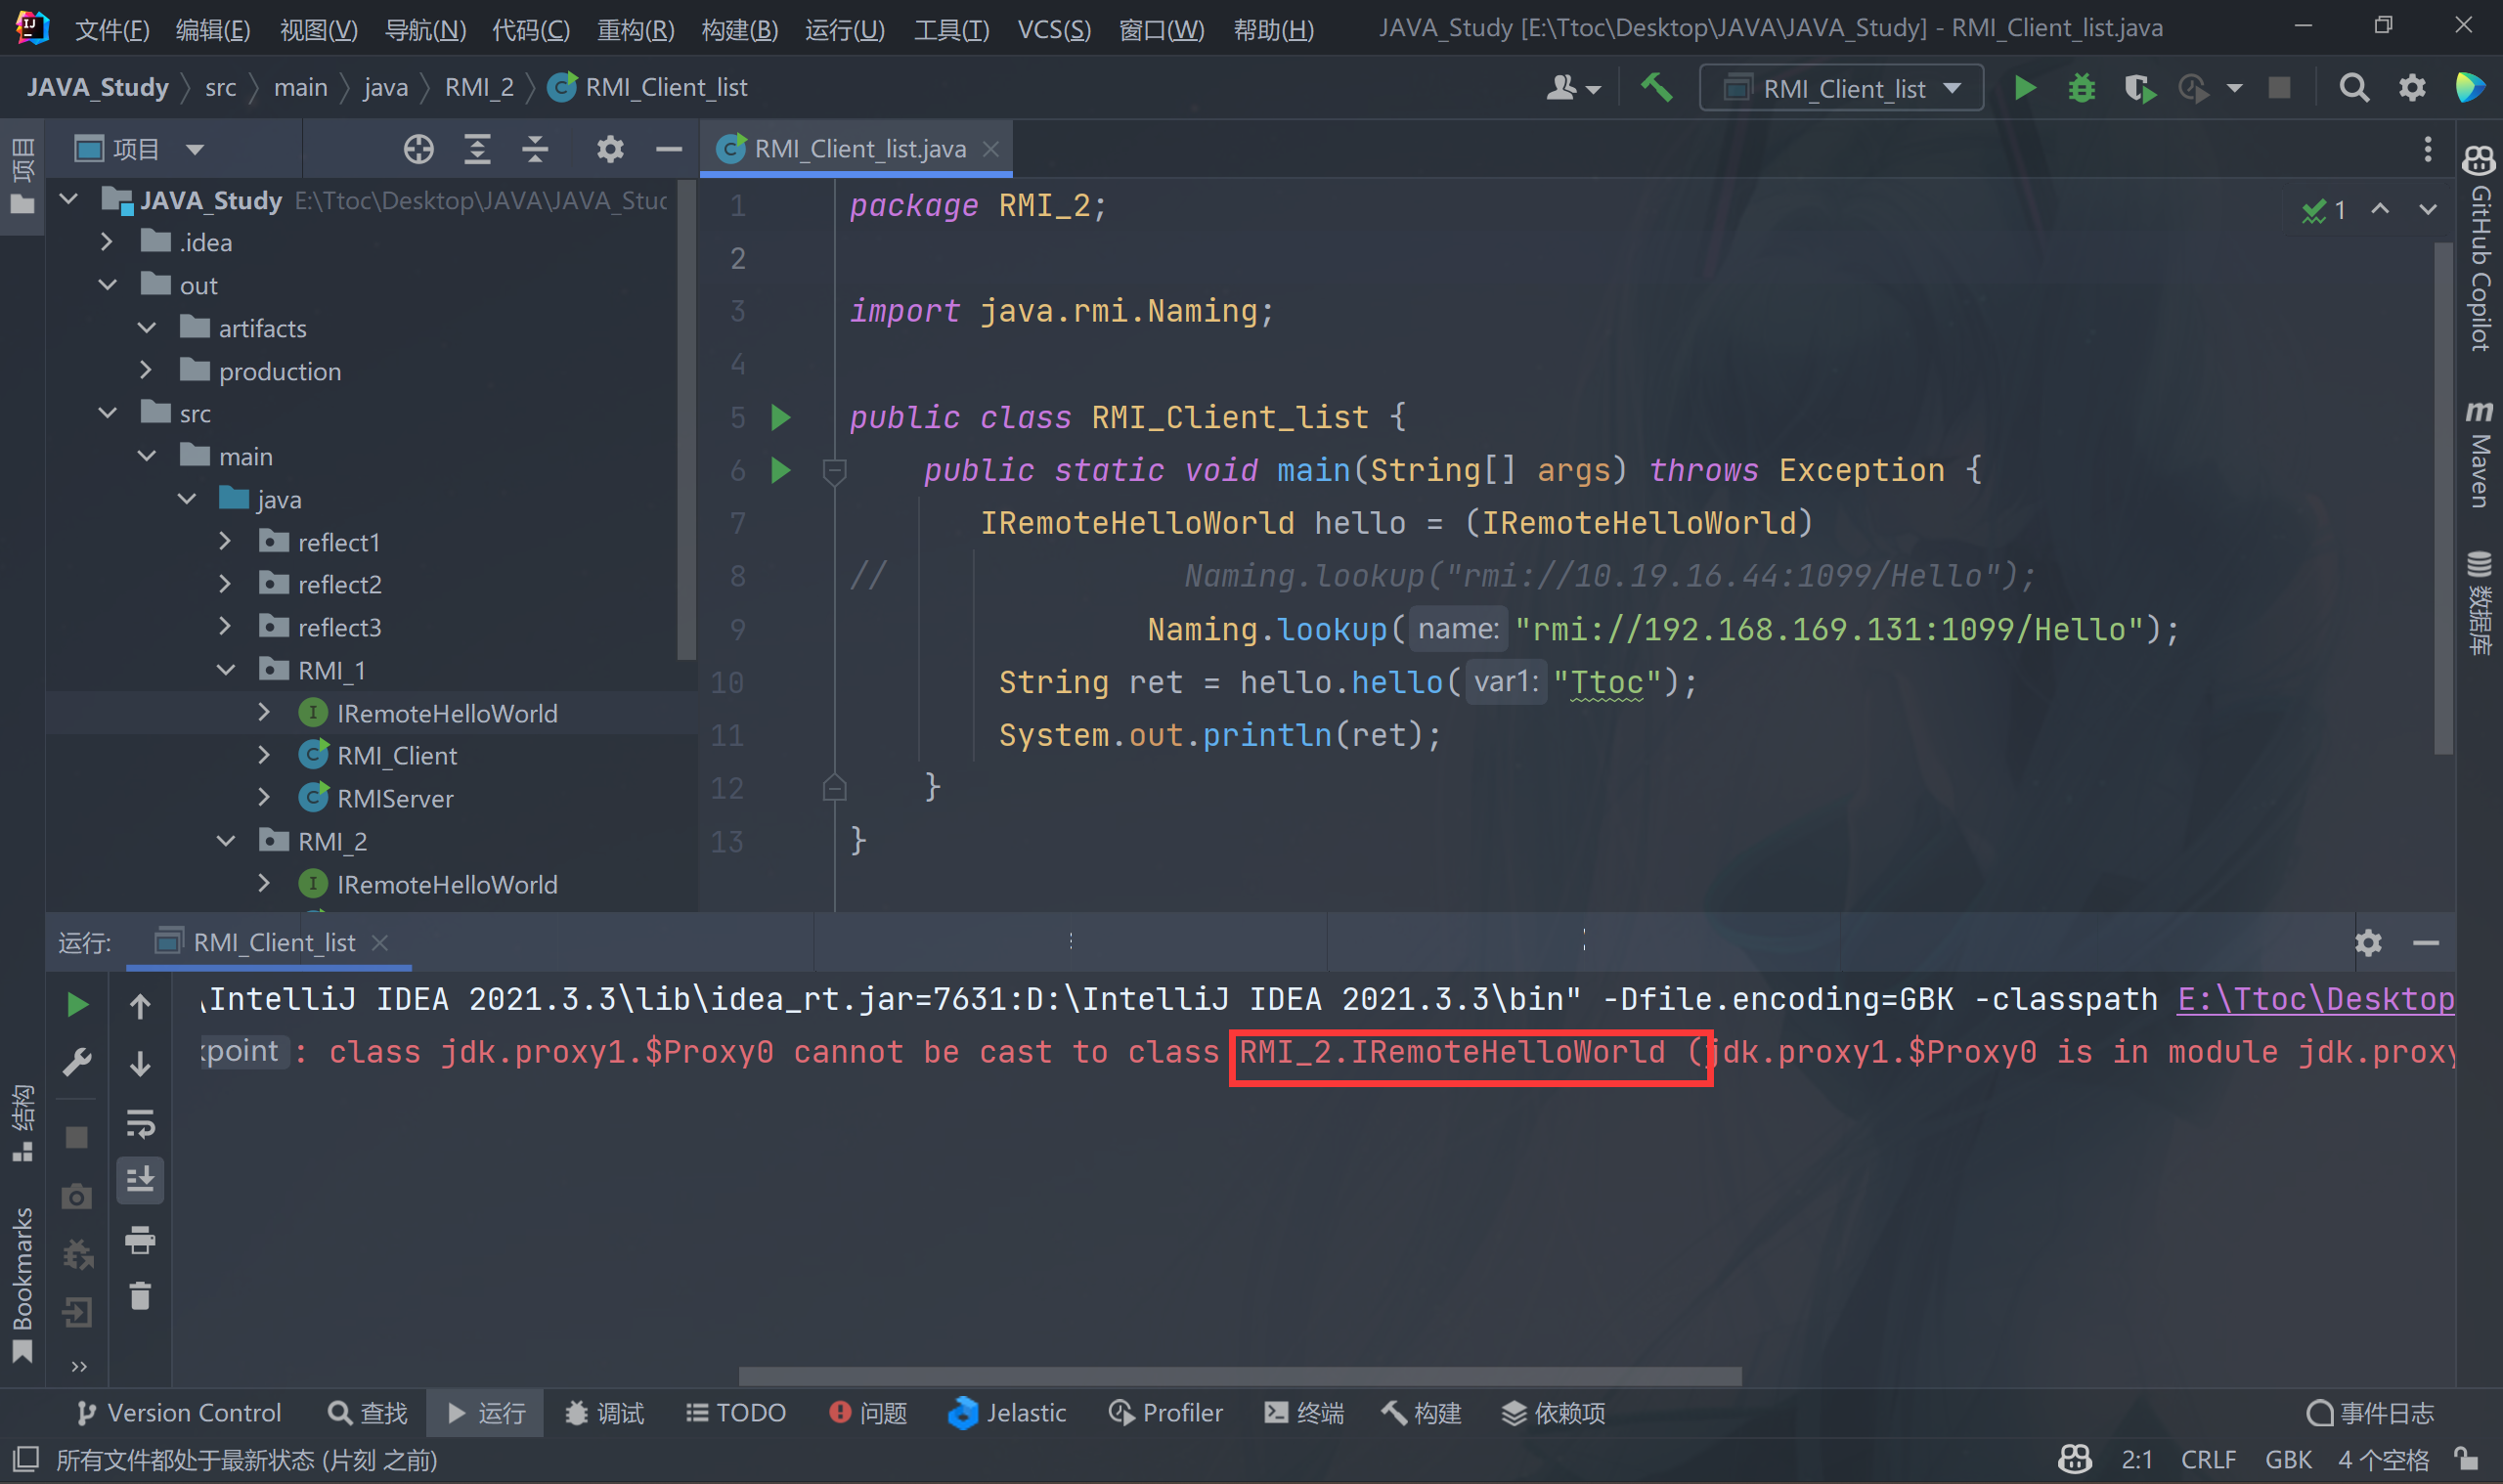 文件(F) 编辑(E) 视图(V) 导航(N) 代码(C) 重构(R) 构建(B) 运行(U) 工具(T) VCS(S) 窗口(W) 帮助(H) JAVA_Study [E:\Ttoc\Desktop\JAVA\JAVA_Study] - RMI_Client_list.java
JAVA_Study src main java RMI_2 RMI_Client_list RMI_Client_list
项目 RMI_Client_list.java
项目
JAVA_Study E:\Ttoc\Desktop\JAVA\JAVA_Stud
.idea
out
artifacts
production
src
main
java
reflect1
reflect2
reflect3
RMI_1
IRemoteHelloWorld
RMI_Client
RMIServer
RMI_2
IRemoteHelloWorld
1 package RMI_2;
2
3 import java.rmi.Naming;
4
5 public class RMI_Client_list {
6 public static void main(String[] args) throws Exception {
7 IRemoteHelloWorld hello = (IRemoteHelloWorld)
8 // Naming.lookup("rmi://10.19.16.44:1099/Hello");
9 Naming.lookup( name: "rmi://192.168.169.131:1099/Hello");
10 String ret = hello.hello( var1: "Ttoc");
11 System.out.println(ret);
12 }
13 }
1
GitHub Copilot
Maven
数据库
运行: RMI_Client_list
\IntelliJ IDEA 2021.3.3\lib\idea_rt.jar=7631:D:\IntelliJ IDEA 2021.3.3\bin" -Dfile.encoding=GBK -classpath E:\Ttoc\Desktop
kpoint : class jdk.proxy1.$Proxy0 cannot be cast to class RMI_2.IRemoteHelloWorld (jdk.proxy1.$Proxy0 is in module jdk.proxy
结构
Bookmarks
Version Control 查找 运行 调试 TODO 问题 Jelastic Profiler 终端 构建 依赖项 事件日志
所有文件都处于最新状态 (片刻 之前) 2:1 CRLF GBK 4 个空格